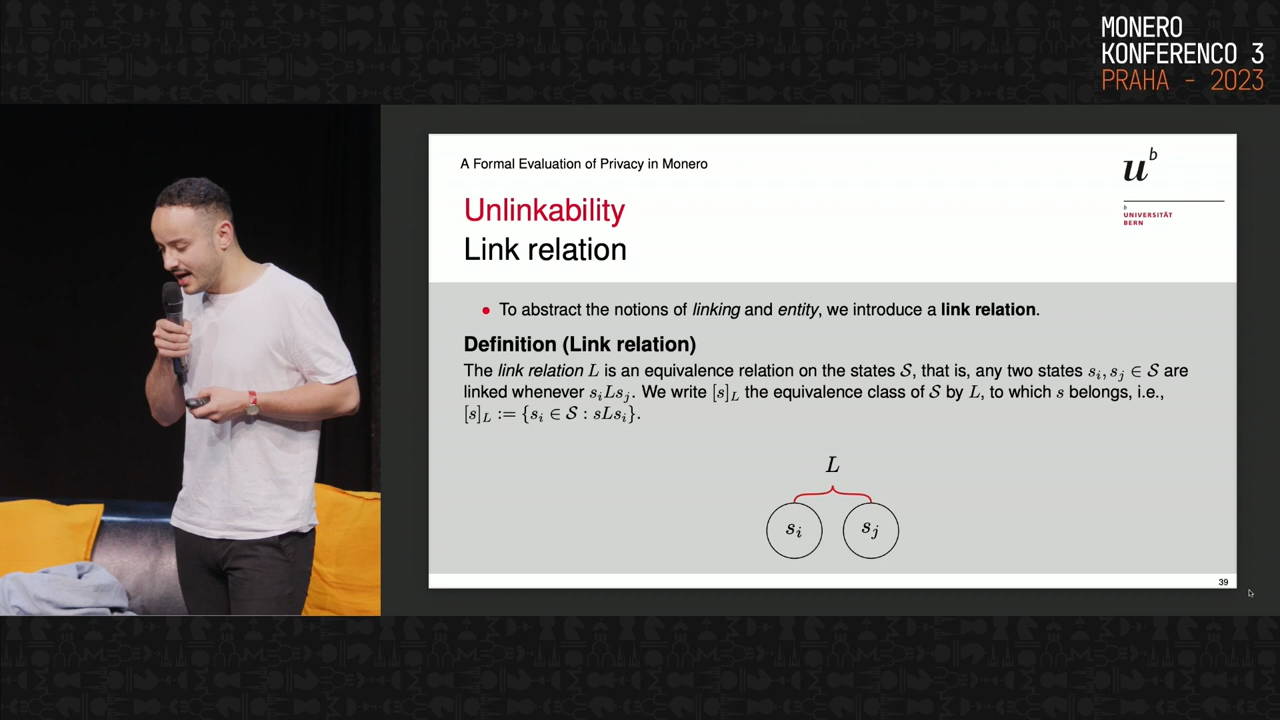 MONERO
KONFERENCO 3
PRAHA - 2023
A Formal Evaluation of Privacy in Monero
u^b
b
UNIVERSITÄT
BERN
Unlinkability
Link relation
• To abstract the notions of linking and entity, we introduce a link relation.
Definition (Link relation)
The link relation L is an equivalence relation on the states 𝒮, that is, any two states s_i, s_j ∈ 𝒮 are
linked whenever s_i L s_j. We write [s]_L the equivalence class of 𝒮 by L, to which s belongs, i.e.,
[s]_L := {s_i ∈ 𝒮 : sLs_i}.
L
s_i s_j
39